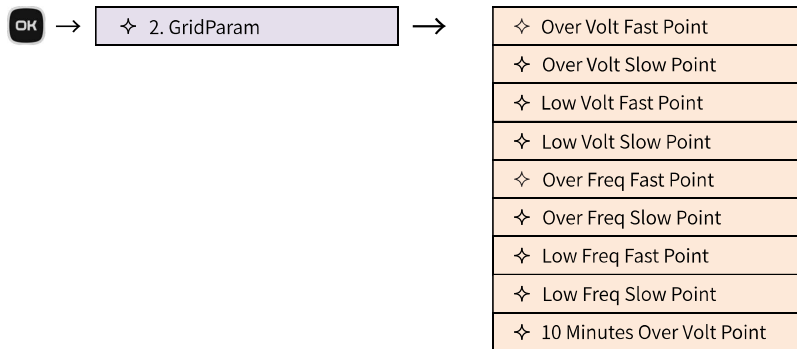 OK
2. GridParam
Over Volt Fast Point
Over Volt Slow Point
Low Volt Fast Point
Low Volt Slow Point
Over Freq Fast Point
Over Freq Slow Point
Low Freq Fast Point
Low Freq Slow Point
10 Minutes Over Volt Point